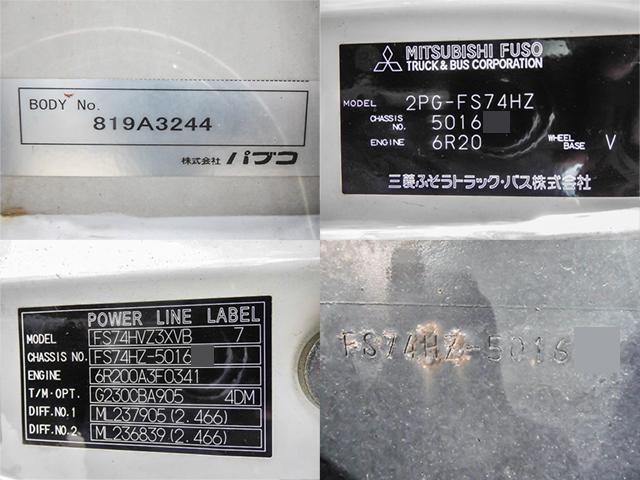 BODY No.
819A3244
株式会社 パブコ
MITSUBISHI FUSO
TRUCK & BUS CORPORATION
MODEL 2PG-FS74HZ
CHASSIS NO. 5016
ENGINE 6R20 WHEEL BASE V
三菱ふそうトラック・バス株式会社
POWER LINE LABEL
MODEL FS74HVZ3XVB 7
CHASSIS NO. FS74HZ-5016
ENGINE 6R200A3F0341
T/M·OPT. G230OBA905 4DM
DIFF.NO.1 ML237905(2.466)
DIFF.NO.2 ML236839(2.466)
FS74HZ-5016